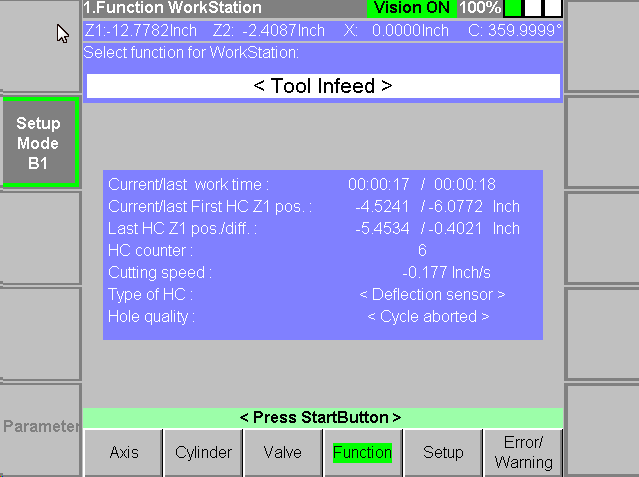 1.Function WorkStation Vision ON 100%
Z1:-12.7782Inch Z2: -2.4087Inch X: 0.0000Inch C: 359.9999°
Select function for WorkStation:
< Tool Infeed >
Setup
Mode
B1
Current/last work time : 00:00:17 / 00:00:18
Current/last First HC Z1 pos. : -4.5241 / -6.0772 Inch
Last HC Z1 pos./diff. : -5.4534 / -0.4021 Inch
HC counter : 6
Cutting speed : -0.177 Inch/s
Type of HC : < Deflection sensor >
Hole quality : < Cycle aborted >
Parameter
< Press StartButton >
Axis Cylinder Valve Function Setup Error/
Warning